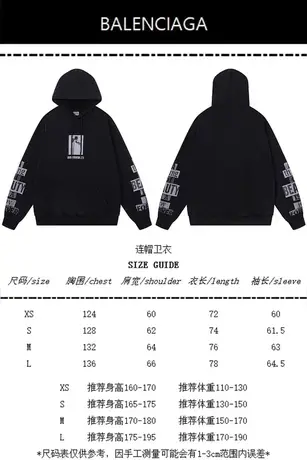 BALENCIAGA
连帽卫衣
SIZE GUIDE
尺码/size 胸围/chest 肩宽/shoulder 衣长/length 袖长/sleeve
XS 124 60 72 60
S 128 62 74 61.5
M 132 64 76 63
L 136 66 78 64.5
XS 推荐身高160-170 推荐体重110-130
S 推荐身高165-175 推荐体重130-150
M 推荐身高170-180 推荐体重150-170
L 推荐身高175-195 推荐体重170-190
*尺码表仅供参考，因手工测量可能会有1-3cm范围内误差*